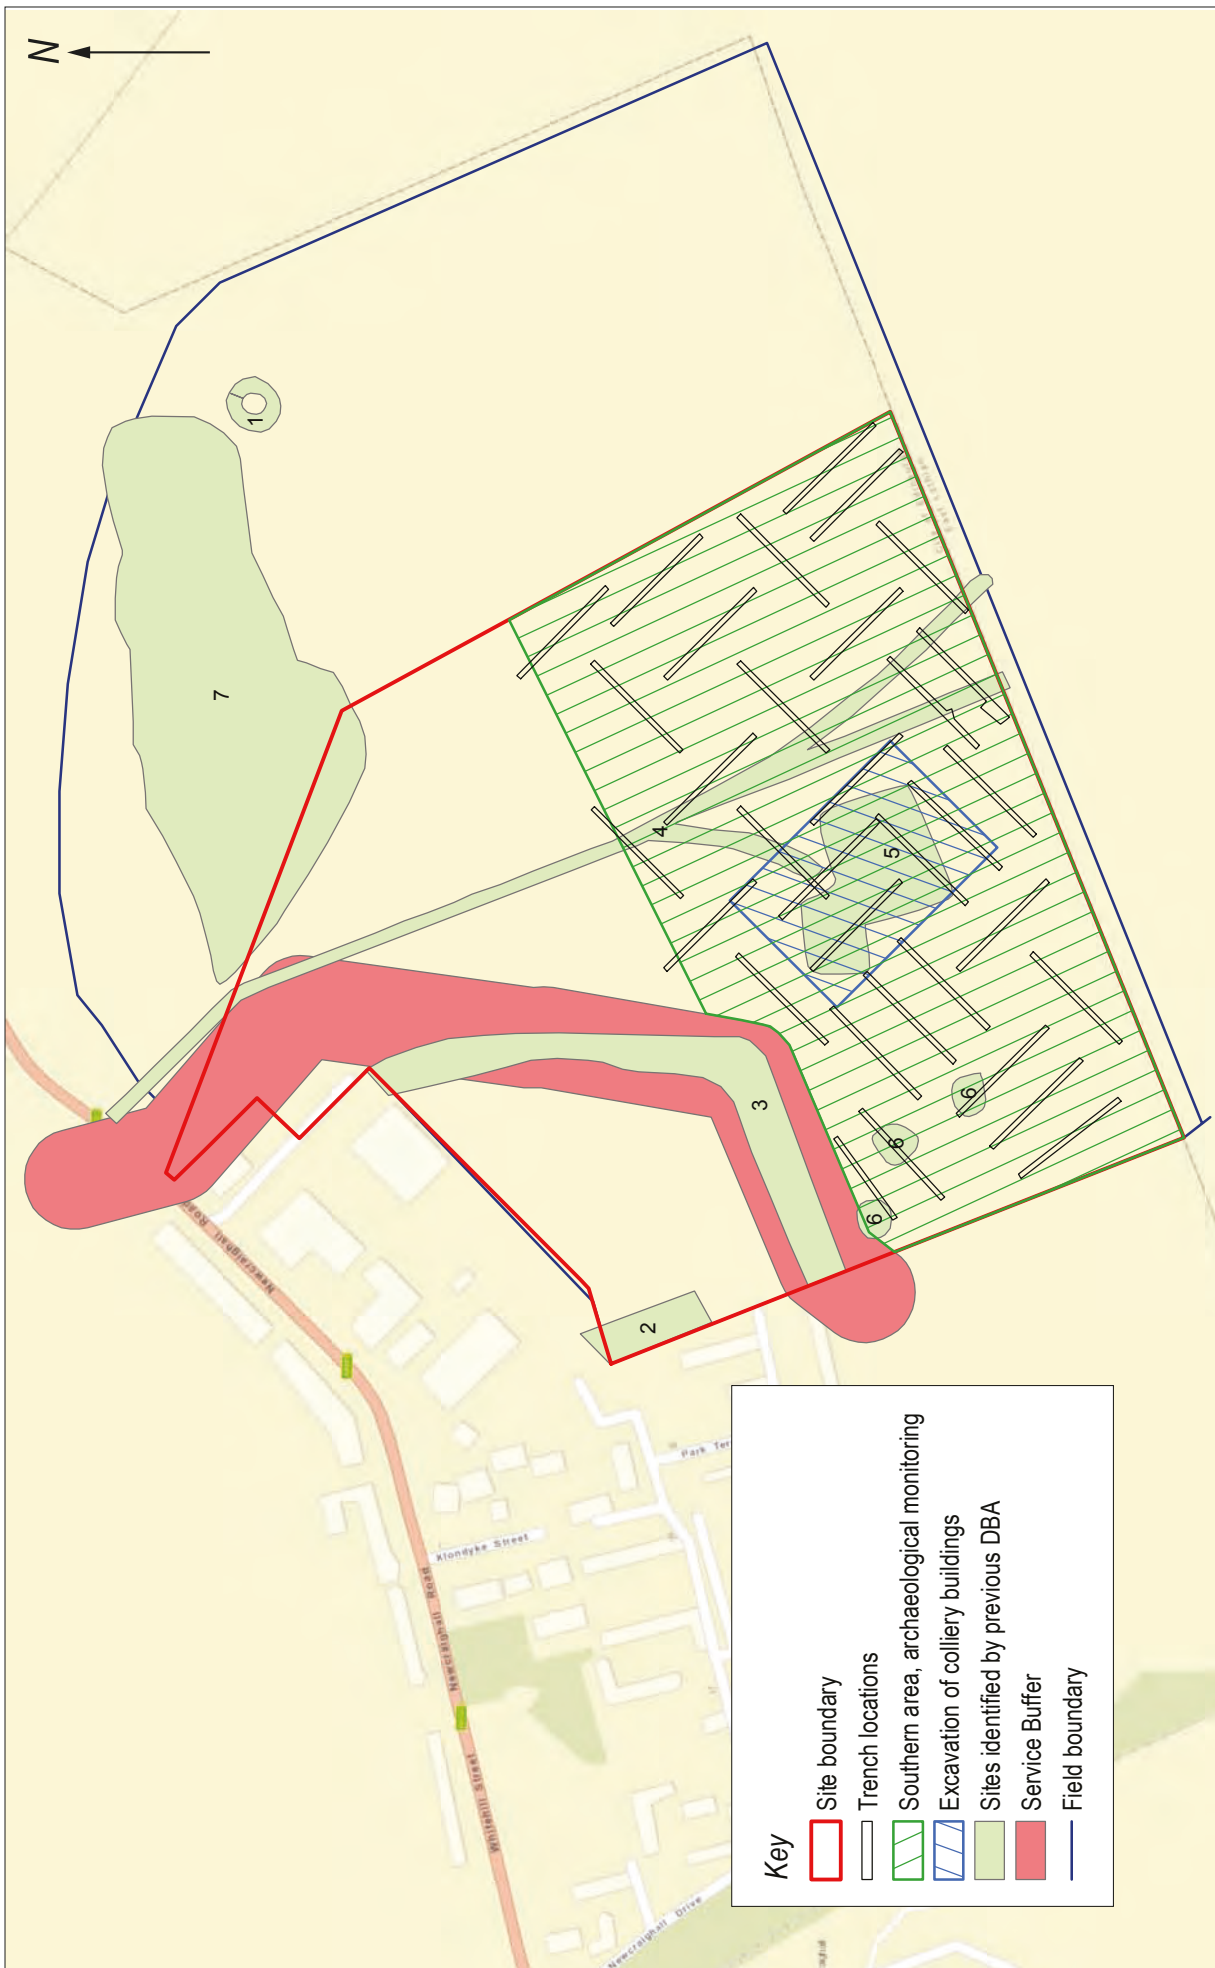 N
1
7
4
5
3
6
6
6
2
Newcraighall Road
Park Ter
Klondyke Street
Newcraighall Road
Whitehill Street
Newcraighall Drive
East Lothian
Key
Site boundary
Trench locations
Southern area, archaeological monitoring
Excavation of colliery buildings
Sites identified by previous DBA
Service Buffer
Field boundary